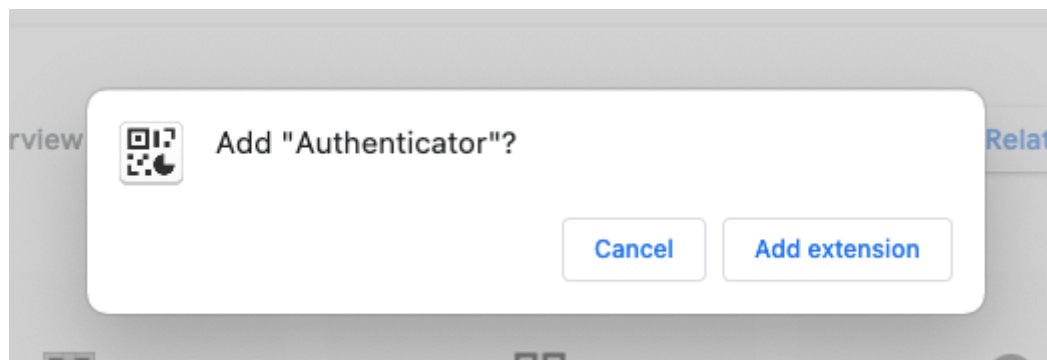 rview
Add "Authenticator"?
Relat
Cancel
Add extension